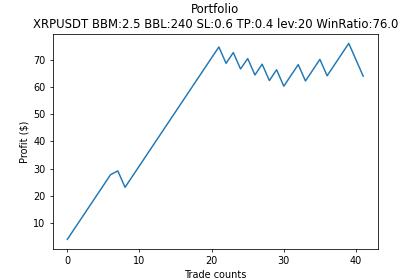 Portfolio
XRPUSDT BBM:2.5 BBL:240 SL:0.6 TP:0.4 lev:20 WinRatio:76.0
70
60
50
40
30
20
10
Profit ($)
0 10 20 30 40
Trade counts